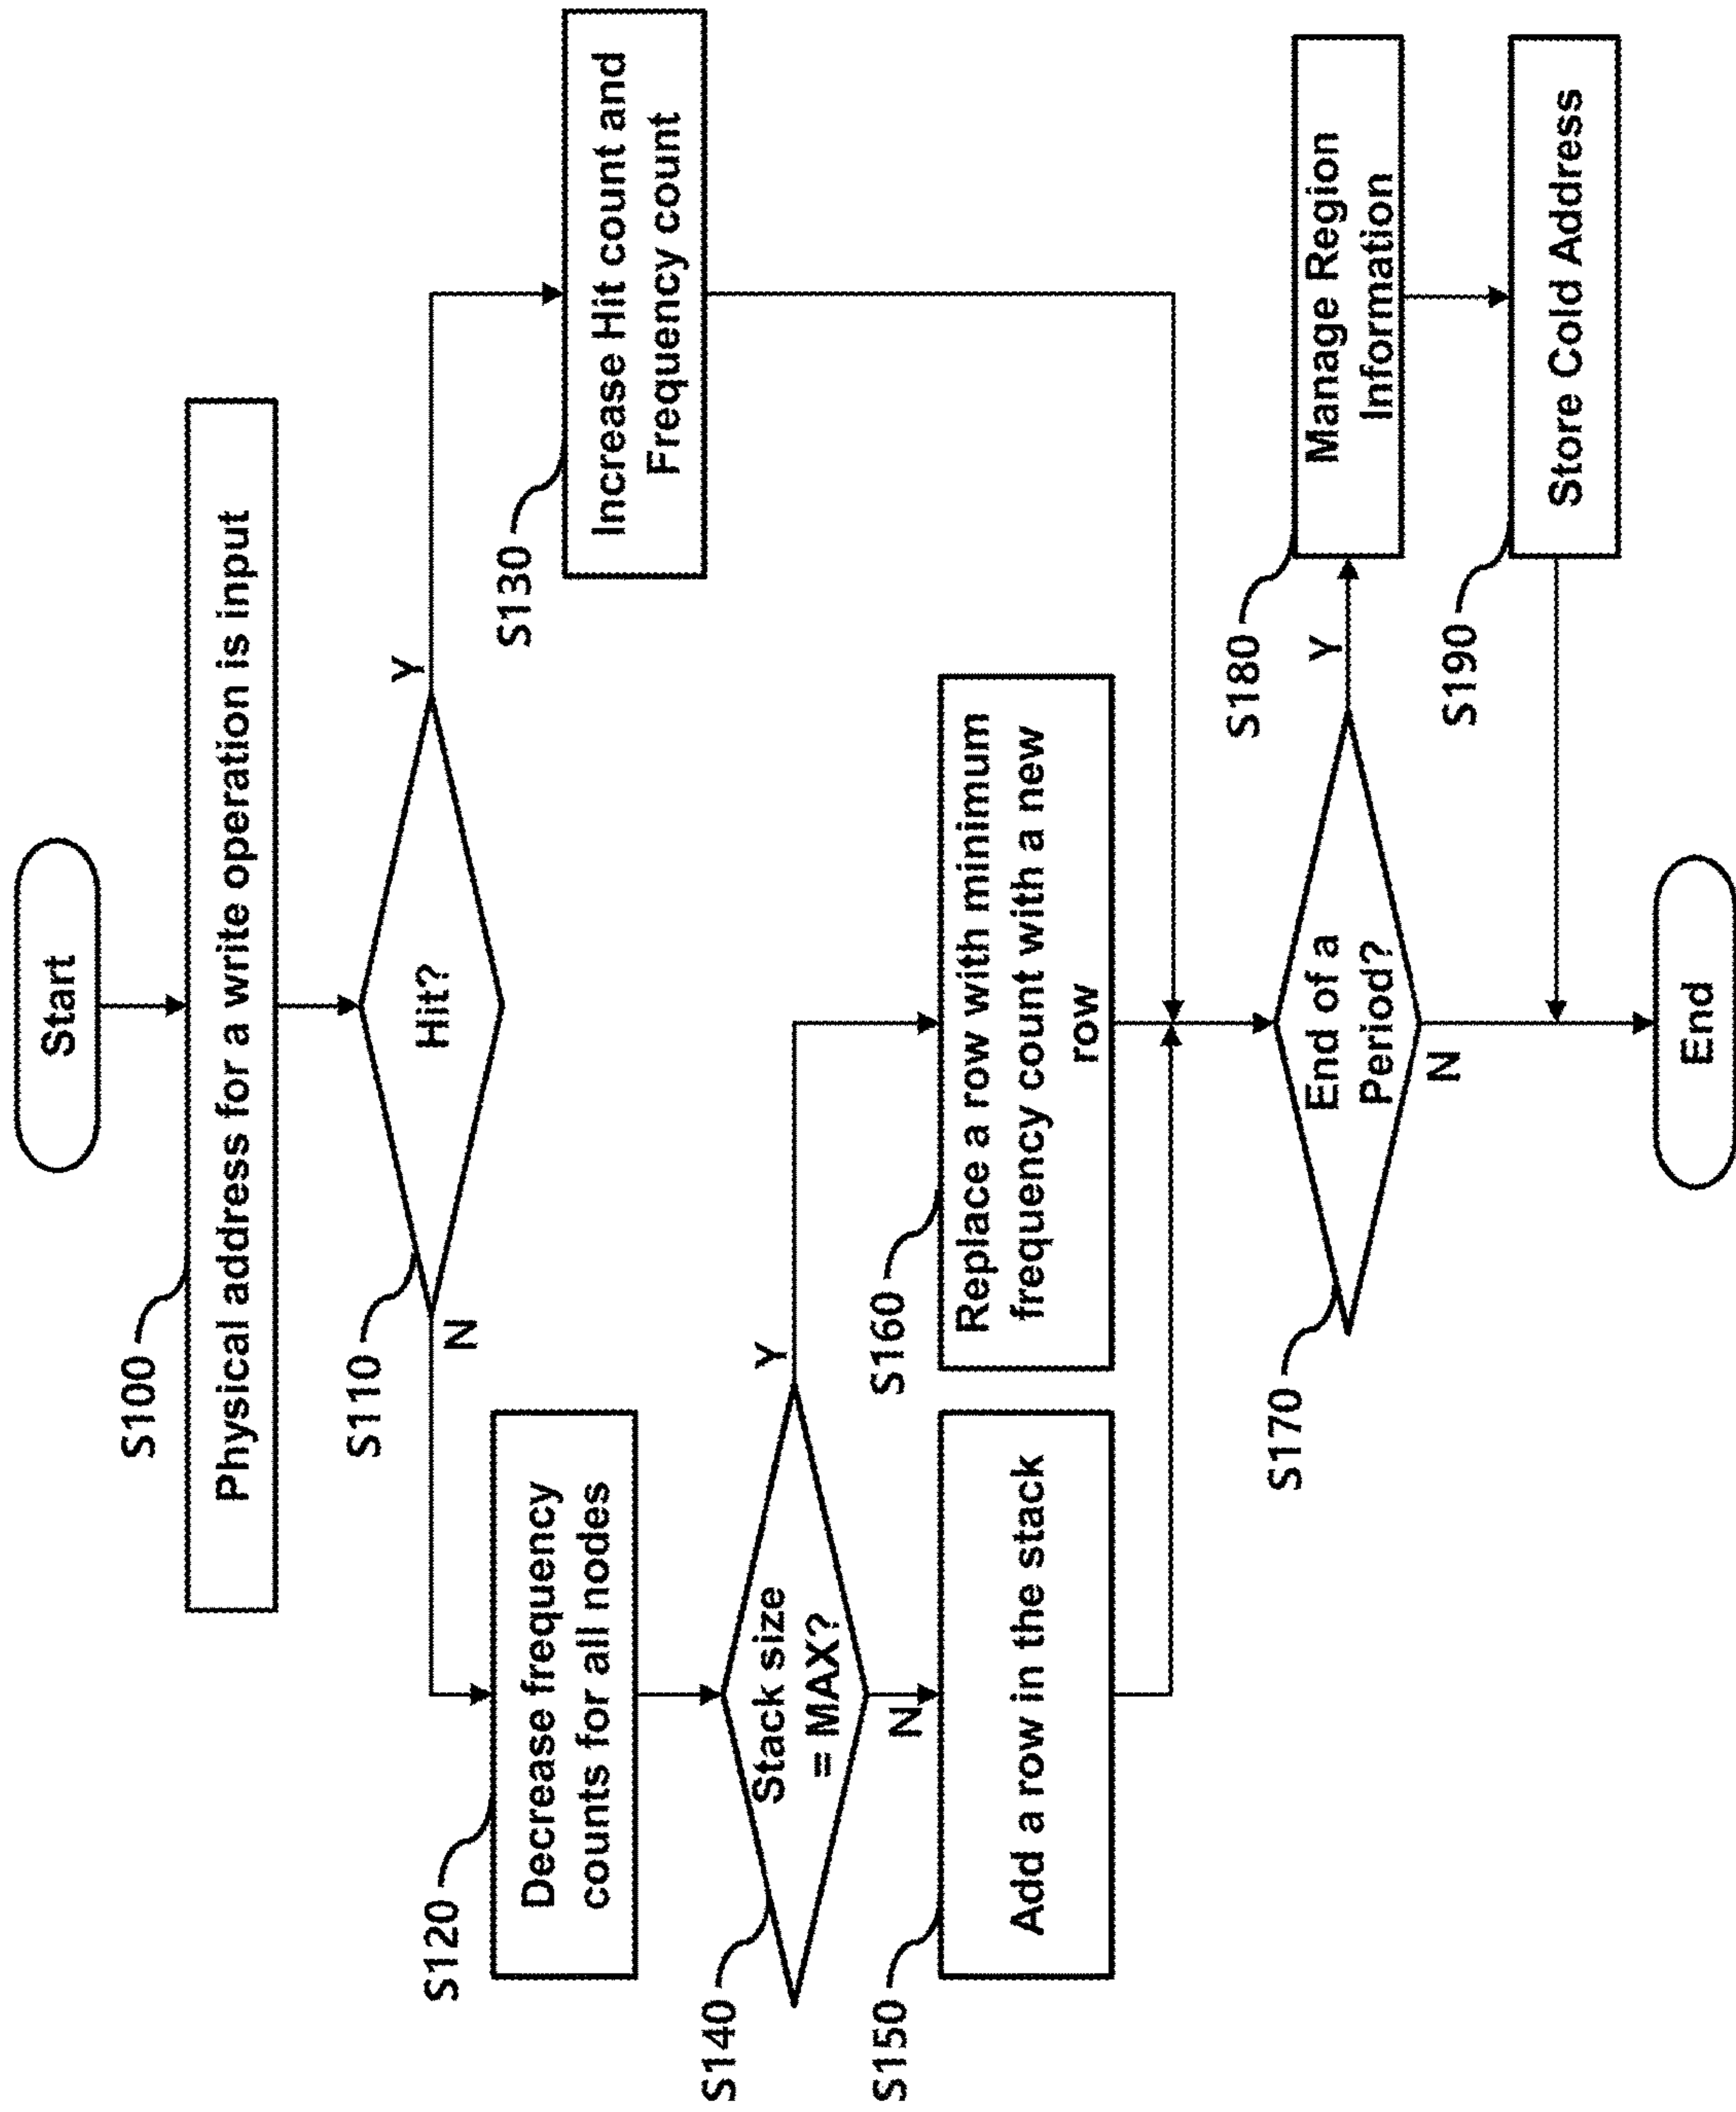 Start
S100
Physical address for a write operation is input
S110
Hit?
N
Y
S120
Decrease frequency
counts for all nodes
S130
Increase Hit count and
Frequency count
S140
Stack size
= MAX?
Y
N
S150
Add a row in the stack
S160
Replace a row with minimum
frequency count with a new
row
S170
End of a
Period?
Y
N
S180
Manage Region
Information
S190
Store Cold Address
End